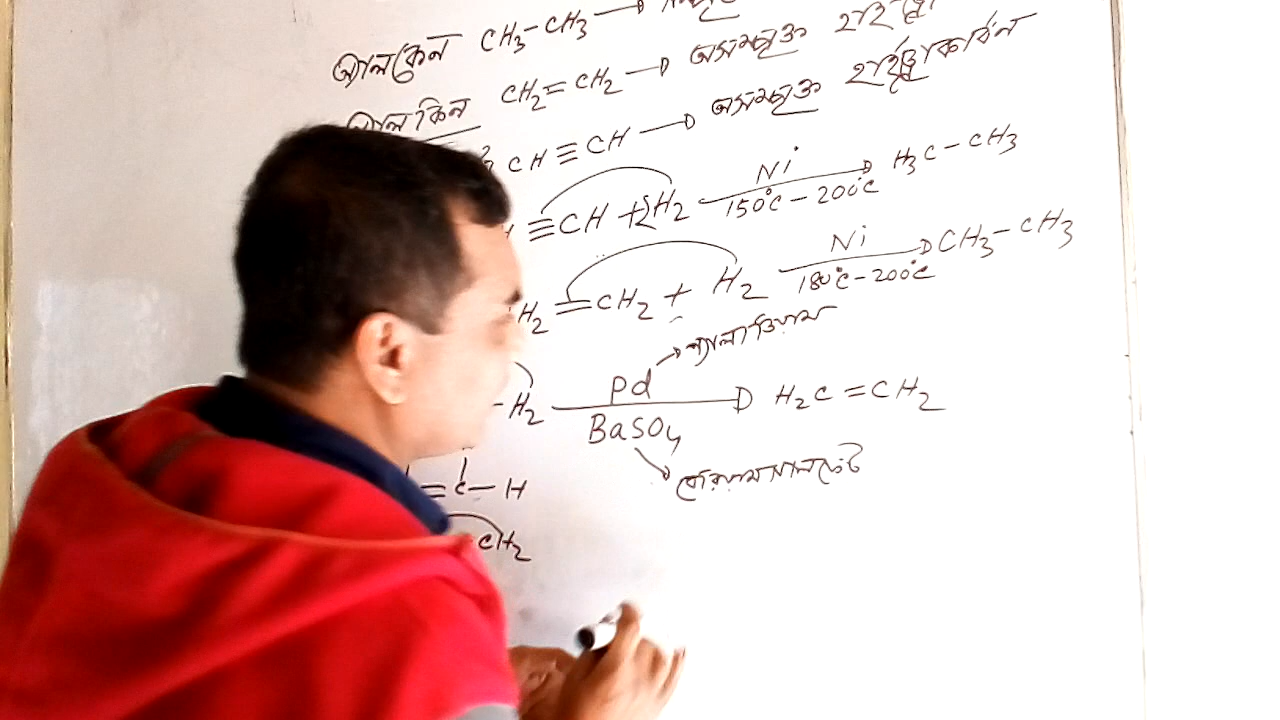 অ্যালকেন CH₃-CH₃ →
অ্যালকিন CH₂=CH₂ → অসম্পৃক্ত
CH≡CH → অসম্পৃক্ত হাইড্রোকার্বন
≡CH + 2H₂ Ni 150°c - 200°c → H₃C-CH₃
H₂=CH₂ + H₂ Ni 180°c - 200°c → CH₃-CH₃
→ প্যালাডিয়াম
-H₂ Pd BaSO₄ → H₂C=CH₂
→ বেরিয়াম সালফেট
=C-H
CH₂